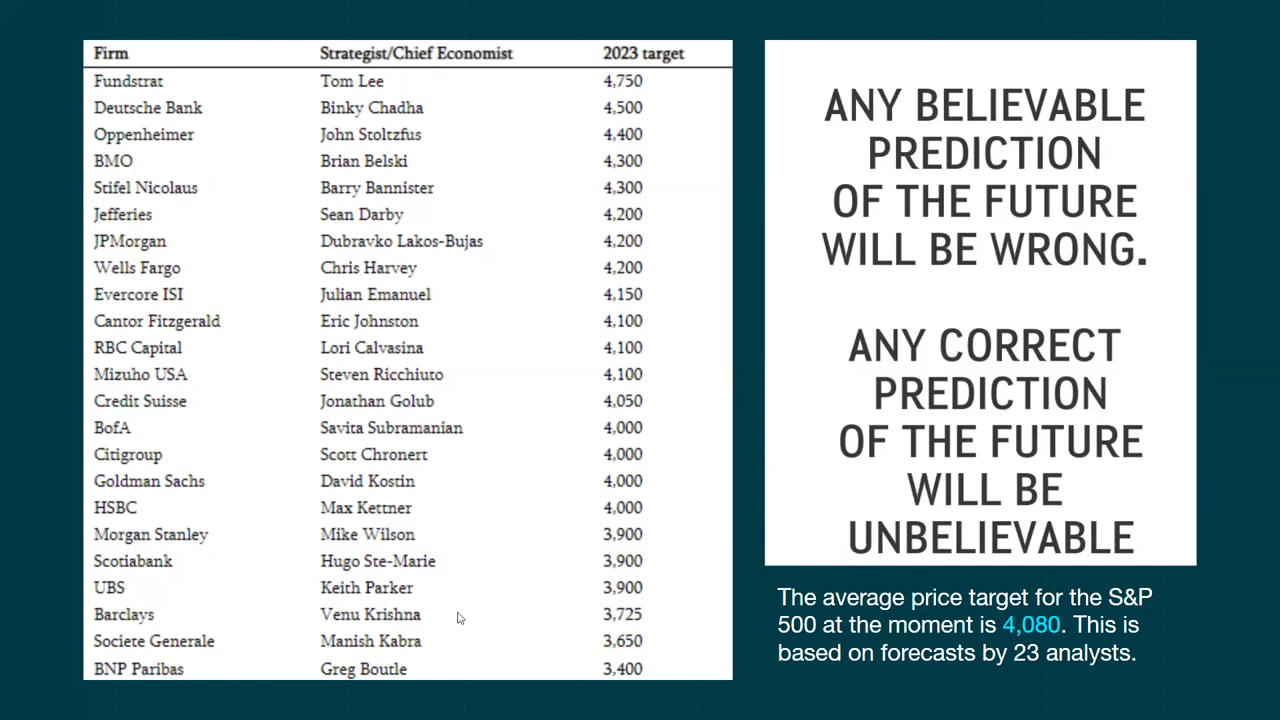 Firm Strategist/Chief Economist 2023 target
Fundstrat Tom Lee 4,750
Deutsche Bank Binky Chadha 4,500
Oppenheimer John Stoltzfus 4,400
BMO Brian Belski 4,300
Stifel Nicolaus Barry Bannister 4,300
Jefferies Sean Darby 4,200
JPMorgan Dubravko Lakos-Bujas 4,200
Wells Fargo Chris Harvey 4,200
Evercore ISI Julian Emanuel 4,150
Cantor Fitzgerald Eric Johnston 4,100
RBC Capital Lori Calvasina 4,100
Mizuho USA Steven Ricchiuto 4,100
Credit Suisse Jonathan Golub 4,050
BofA Savita Subramanian 4,000
Citigroup Scott Chronert 4,000
Goldman Sachs David Kostin 4,000
HSBC Max Kettner 4,000
Morgan Stanley Mike Wilson 3,900
Scotiabank Hugo Ste-Marie 3,900
UBS Keith Parker 3,900
Barclays Venu Krishna 3,725
Societe Generale Manish Kabra 3,650
BNP Paribas Greg Boutle 3,400
ANY BELIEVABLE
PREDICTION
OF THE FUTURE
WILL BE WRONG.
ANY CORRECT
PREDICTION
OF THE FUTURE
WILL BE
UNBELIEVABLE
The average price target for the S&P
500 at the moment is 4,080. This is
based on forecasts by 23 analysts.